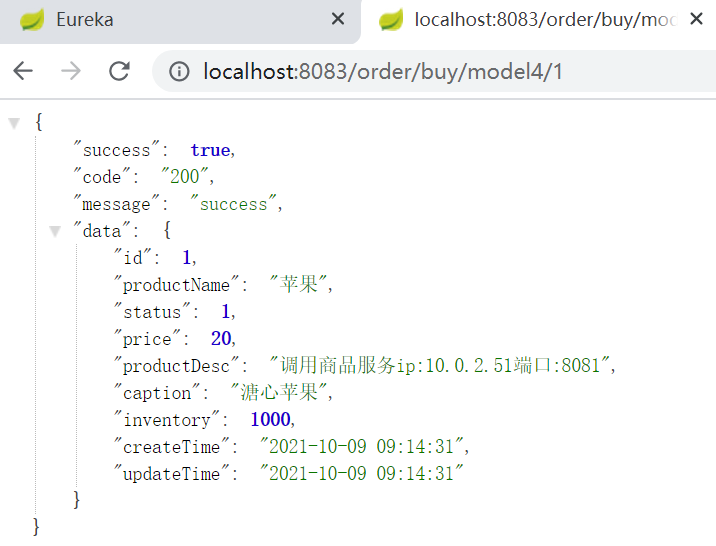 Eureka
localhost:8083/order/buy/mod
localhost:8083/order/buy/model4/1
{
"success": true,
"code": "200",
"message": "success",
"data": {
"id": 1,
"productName": "苹果",
"status": 1,
"price": 20,
"productDesc": "调用商品服务ip:10.0.2.51端口:8081",
"caption": "溏心苹果",
"inventory": 1000,
"createTime": "2021-10-09 09:14:31",
"updateTime": "2021-10-09 09:14:31"
}
}